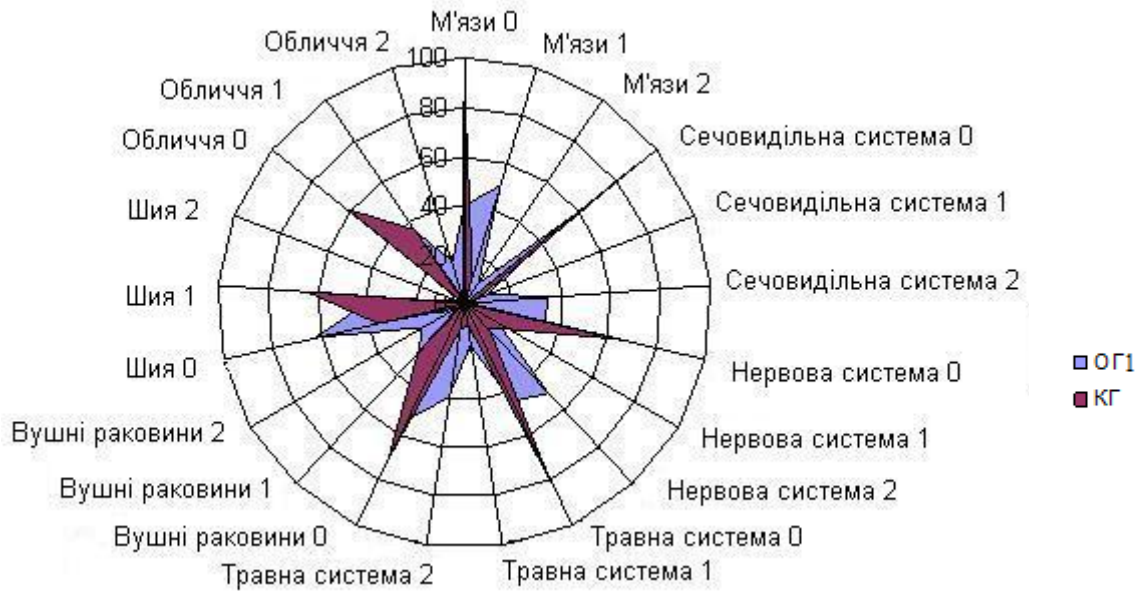 М'язи 0
М'язи 1
М'язи 2
Сечовидільна система 0
Сечовидільна система 1
Сечовидільна система 2
Нервова система 0
Нервова система 1
Нервова система 2
Травна система 0
Травна система 1
Травна система 2
Вушні раковини 0
Вушні раковини 1
Вушні раковини 2
Шия 0
Шия 1
Шия 2
Обличчя 0
Обличчя 1
Обличчя 2
100
80
60
40
20
ОГ1
КГ